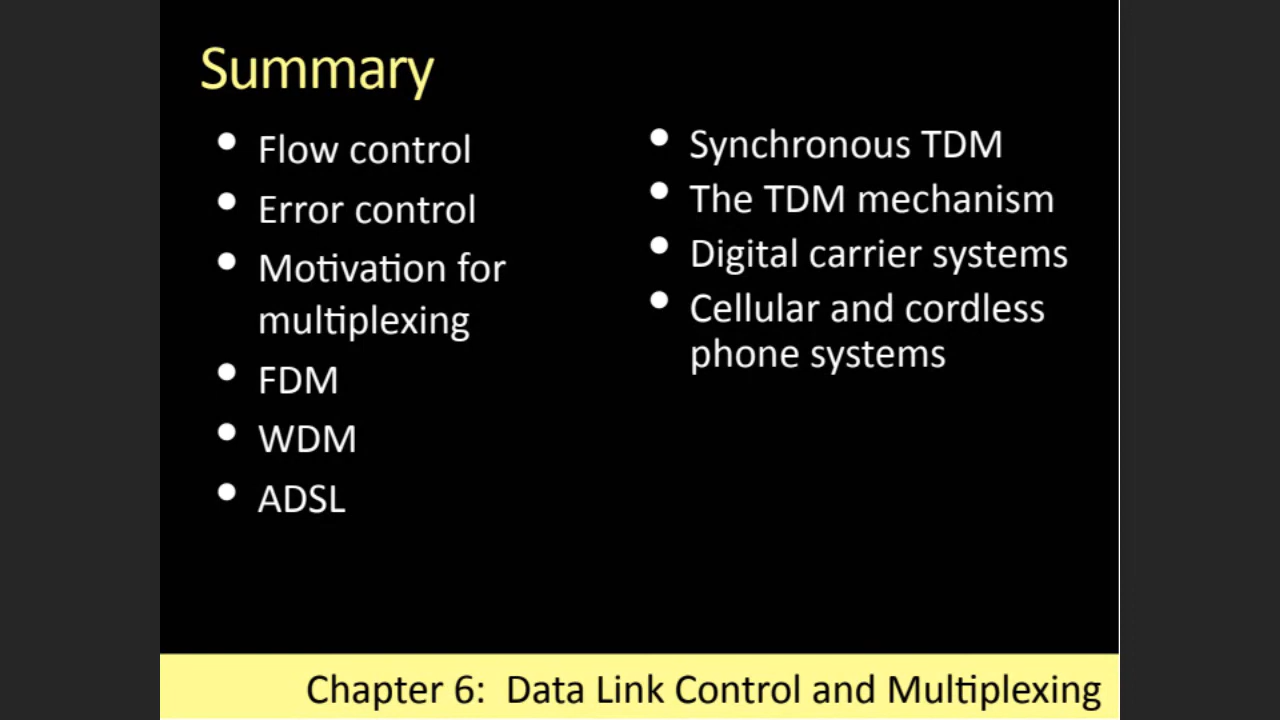 Summary
• Flow control
• Error control
• Motivation for
multiplexing
• FDM
• WDM
• ADSL
• Synchronous TDM
• The TDM mechanism
• Digital carrier systems
• Cellular and cordless
phone systems
Chapter 6: Data Link Control and Multiplexing